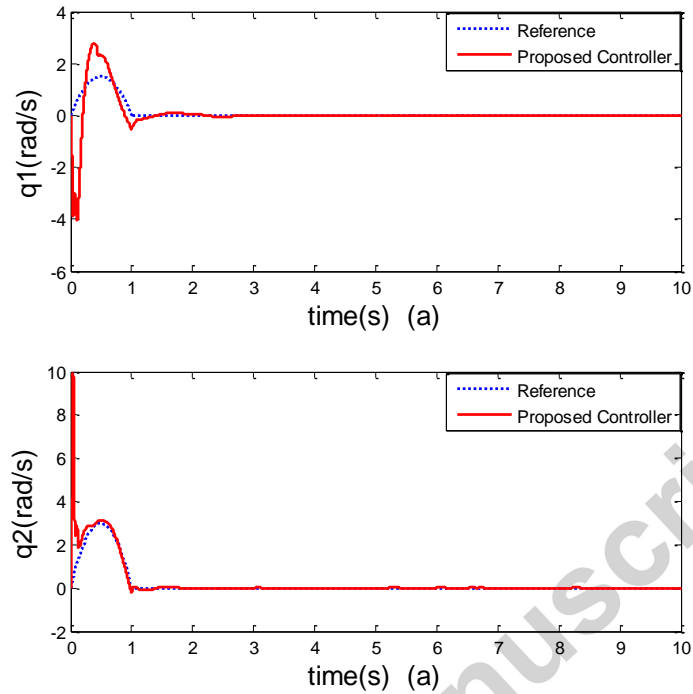 4
2
0
-2
-4
-6
q1(rad/s)
Reference
Proposed Controller
0 1 2 3 4 5 6 7 8 9 10
time(s) (a)
10
8
6
4
2
0
-2
q2(rad/s)
Reference
Proposed Controller
0 1 2 3 4 5 6 7 8 9 10
time(s) (a)